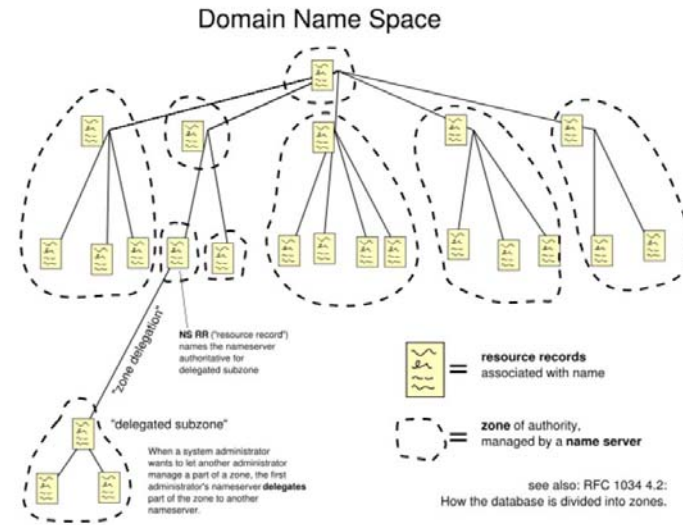 Domain Name Space
NS RR ("resource record")
names the nameserver
authoritative for
delegated subzone
"zone delegation"
"delegated subzone"
When a system administrator
wants to let another administrator
manage a part of a zone, the first
administrator's nameserver delegates
part of the zone to another
nameserver.
= resource records
associated with name
= zone of authority,
managed by a name server
see also: RFC 1034 4.2:
How the database is divided into zones.